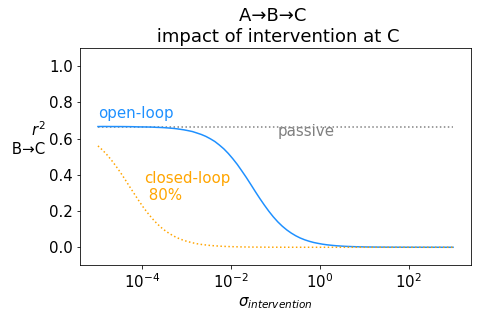 A→B→C
impact of intervention at C
1.0
0.8
0.6
0.4
0.2
0.0
r²
B→C
open-loop
passive
closed-loop
80%
10⁻⁴
10⁻²
10⁰
10²
σ_intervention